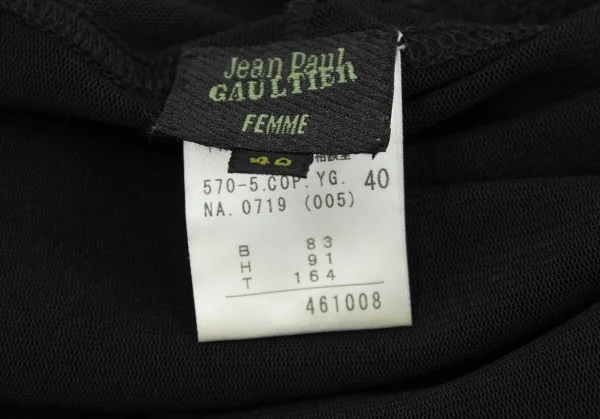 Jean Paul
GAULTIER
FEMME
40
570-5.COP.YG. 40
NA.0719 (005)
B 83
H 91
T 164
461008